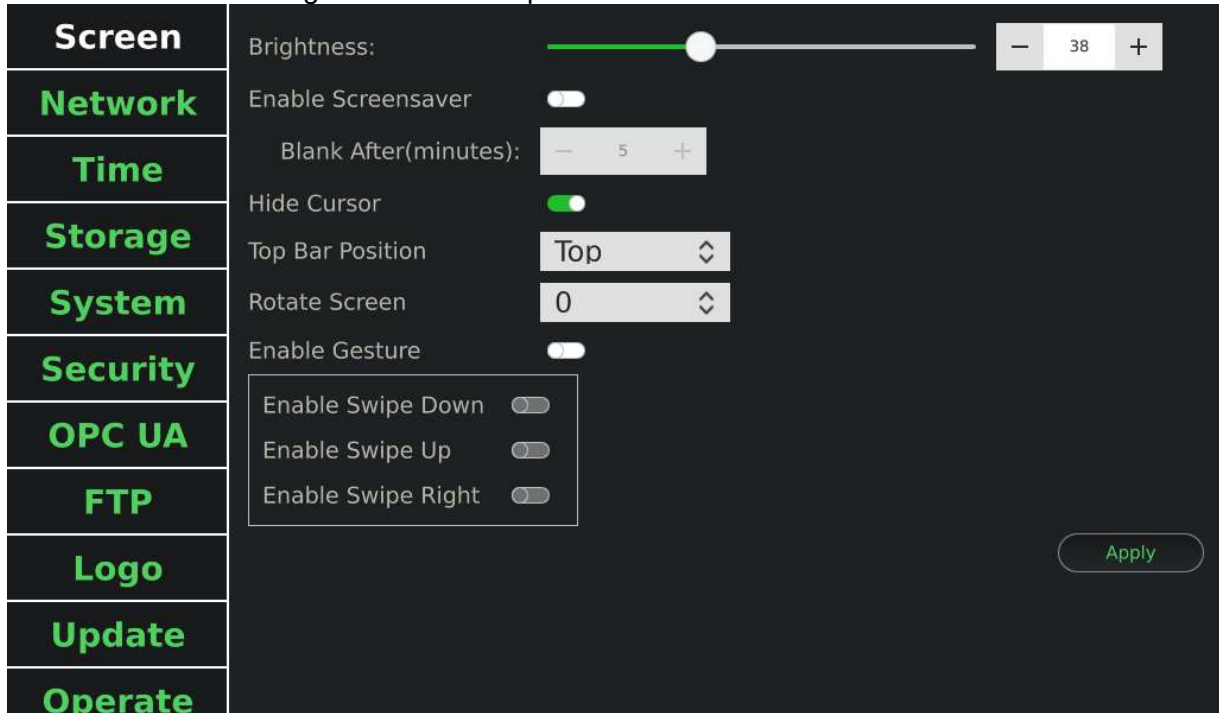 Screen
Network
Time
Storage
System
Security
OPC UA
FTP
Logo
Update
Operate
Brightness: − 38 +
Enable Screensaver
Blank After(minutes): − 5 +
Hide Cursor
Top Bar Position Top
Rotate Screen 0
Enable Gesture
Enable Swipe Down
Enable Swipe Up
Enable Swipe Right
Apply